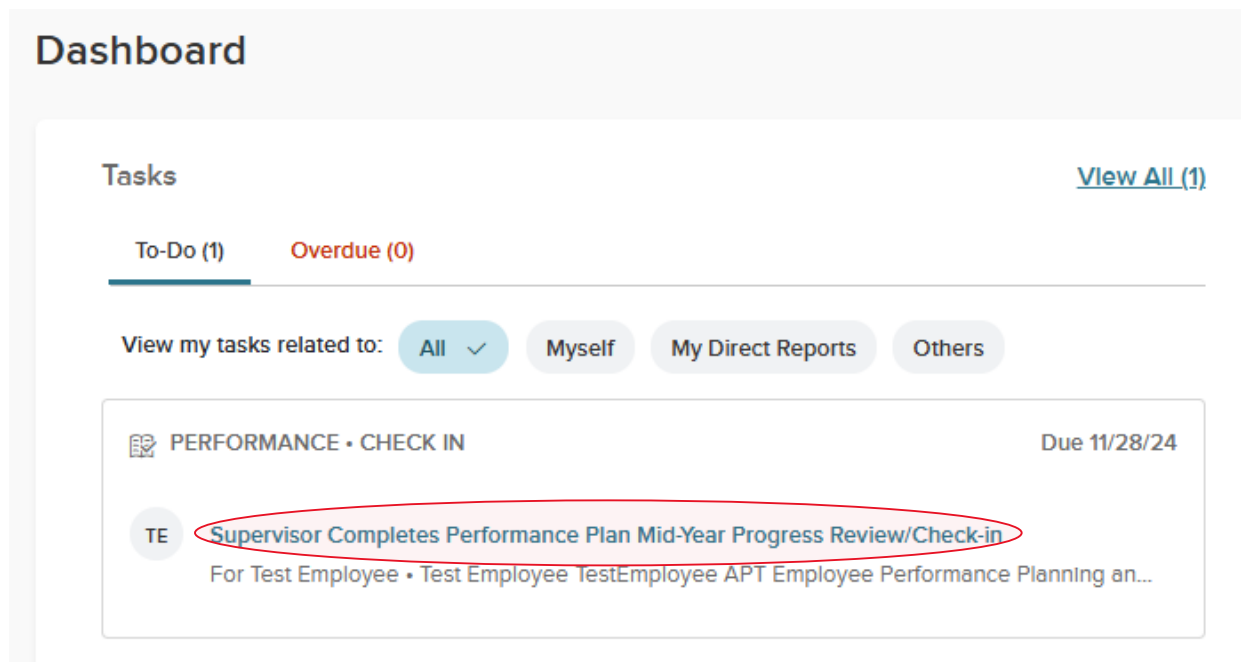 Dashboard
Tasks
View All (1)
To-Do (1)
Overdue (0)
View my tasks related to:
All
Myself
My Direct Reports
Others
PERFORMANCE • CHECK IN
Due 11/28/24
TE
Supervisor Completes Performance Plan Mid-Year Progress Review/Check-in
For Test Employee • Test Employee TestEmployee APT Employee Performance Planning an...